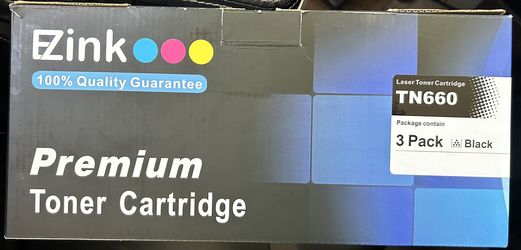 EZink
100% Quality Guarantee
Laser Toner Cartridge
TN660
Package contain
3 Pack Black
Premium
Toner Cartridge